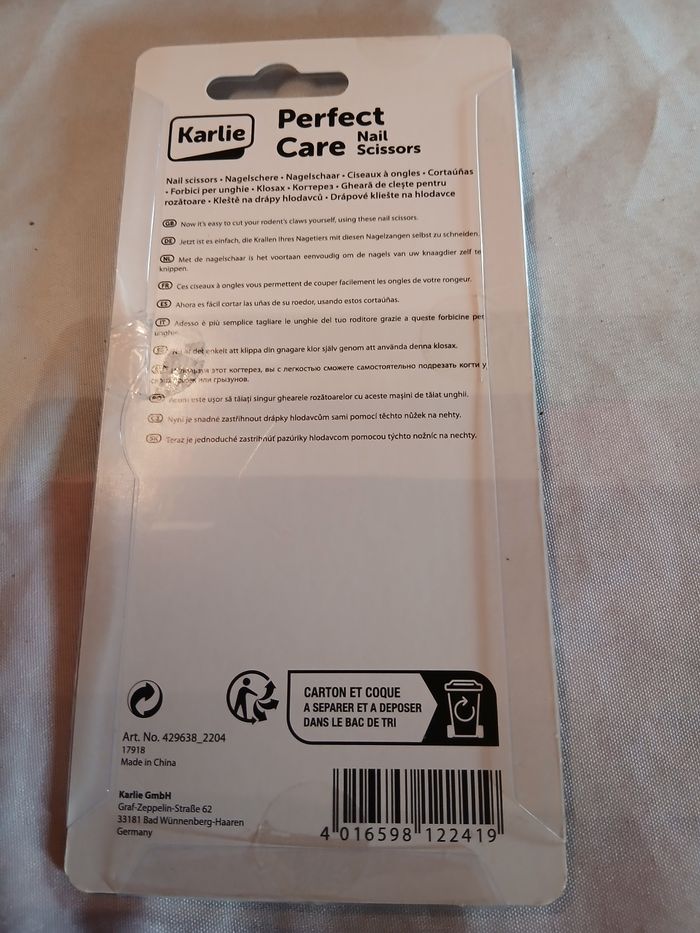 Karlie
Perfect
Care Nail
Scissors
Nail scissors • Nagelschere • Nagelschaar • Ciseaux à ongles • Cortaúñas
• Forbici per unghie • Klosax • Когтерез • Gheară de clește pentru
rozătoare • Kleště na drápy hlodavců • Drápové kliešte na hlodavce
GB Now it's easy to cut your rodent's claws yourself, using these nail scissors.
DE Jetzt ist es einfach, die Krallen Ihres Nagetiers mit diesen Nagelzangen selbst zu schneiden.
NL Met de nagelschaar is het voortaan eenvoudig om de nagels van uw knaagdier zelf te
knippen.
FR Ces ciseaux à ongles vous permettent de couper facilement les ongles de votre rongeur.
ES Ahora es fácil cortar las uñas de su roedor, usando estos cortaúñas.
IT Adesso è più semplice tagliare le unghie del tuo roditore grazie a queste forbicine per
unghie.
SE det enkelt att klippa din gnagare klor själv genom att använda denna klosax.
этот когтерез, вы с легкостью сможете самостоятельно подрезать когти у
или грызунов.
Acum este ușor să tăiați singur ghearele rozătoarelor cu aceste mașini de tăiat unghii.
CZ Nyní je snadné zastřihnout drápky hlodavcům sami pomocí těchto nůžek na nehty.
SK Teraz je jednoduché zastrihnúť pazúriky hlodavcom pomocou týchto nožníc na nechty.
CARTON ET COQUE
A SEPARER ET A DEPOSER
DANS LE BAC DE TRI
Art. No. 429638_2204
17918
Made in China
Karlie GmbH
Graf-Zeppelin-Straße 62
33181 Bad Wünnenberg-Haaren
Germany
4 016598 122419